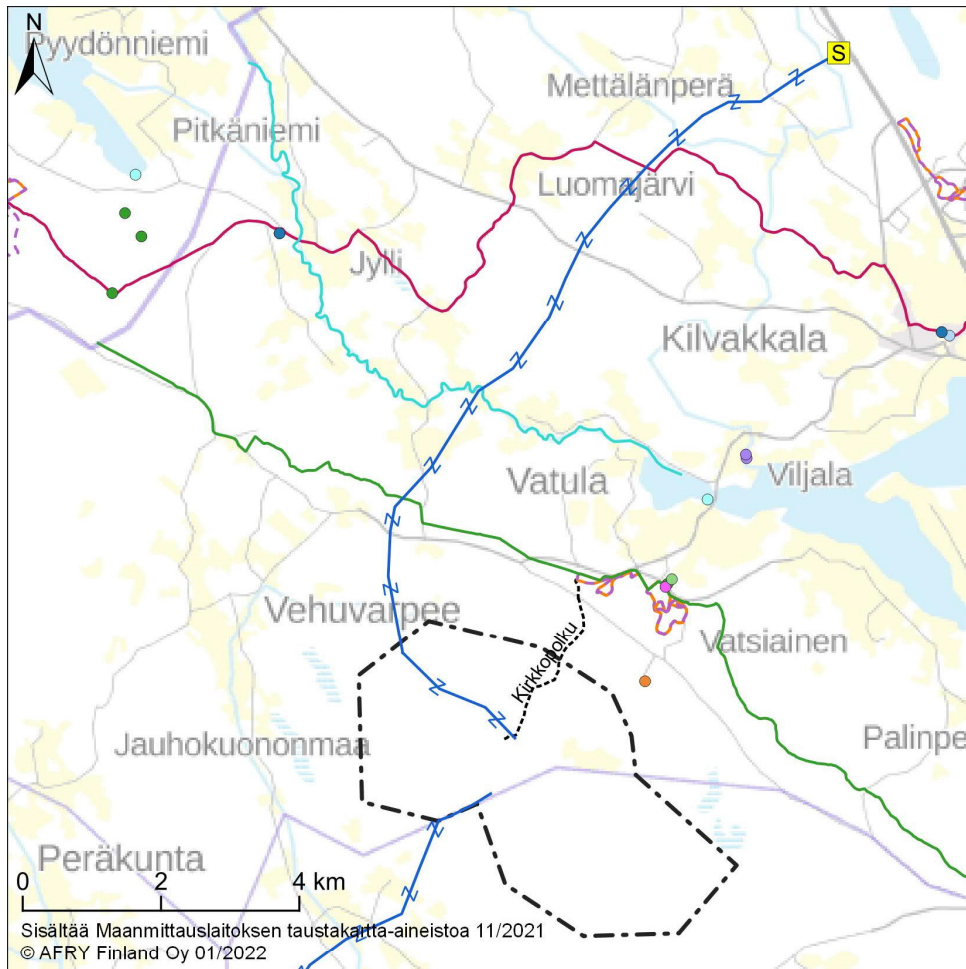 N
Pyydönniemi
S
Mettälänperä
Pitkäniemi
Luomajärvi
Jylli
Kilvakkala
Vatula
Viljala
Vehuvarpee
Kirkkopolku
Vatsiainen
Jauhokuononmaa
Palinpe
Peräkunta
0 2 4 km
Sisältää Maanmittauslaitoksen taustakartta-aineistoa 11/2021
© AFRY Finland Oy 01/2022